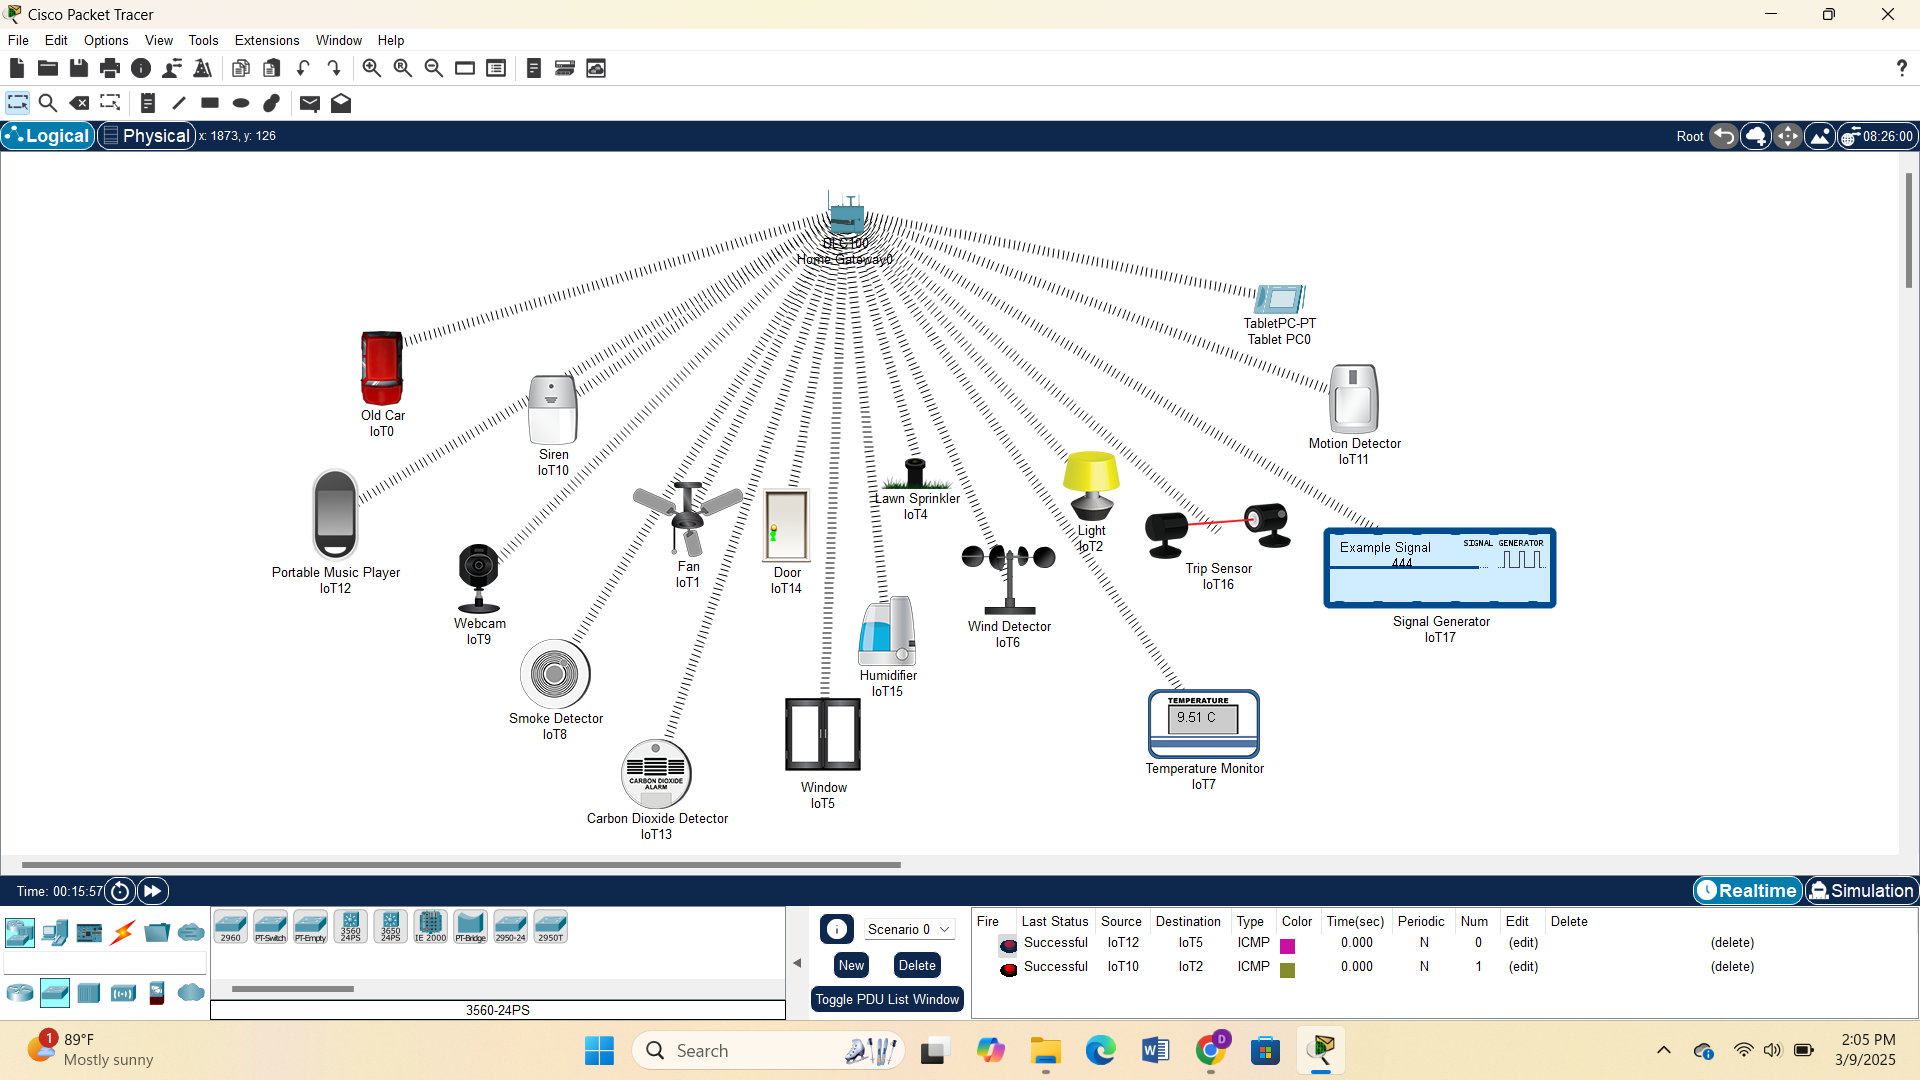 Cisco Packet Tracer
File Edit Options View Tools Extensions Window Help
Logical Physical x: 1873, y: 126 Root 08:26:00
DLC100
Home Gateway0
TabletPC-PT
Tablet PC0
Old Car
IoT0
Siren
IoT10
Motion Detector
IoT11
Portable Music Player
IoT12
Webcam
IoT9
Fan
IoT1
Door
IoT14
Lawn Sprinkler
IoT4
Light
IoT2
Trip Sensor
IoT16
Example Signal
444
SIGNAL GENERATOR
Signal Generator
IoT17
Wind Detector
IoT6
Humidifier
IoT15
Smoke Detector
IoT8
CARBON DIOXIDE
ALARM
Carbon Dioxide Detector
IoT13
Window
IoT5
TEMPERATURE
9.51 C
Temperature Monitor
IoT7
Time: 00:15:57 Realtime Simulation
2960 PT-Switch PT-Empty 3560 24PS 3650 24PS IE 2000 PT-Bridge 2950-24 2950T
3560-24PS
Scenario 0
New Delete
Toggle PDU List Window
Fire Last Status Source Destination Type Color Time(sec) Periodic Num Edit Delete
Successful IoT12 IoT5 ICMP 0.000 N 0 (edit) (delete)
Successful IoT10 IoT2 ICMP 0.000 N 1 (edit) (delete)
1
89°F
Mostly sunny
Search
D
2:05 PM
3/9/2025